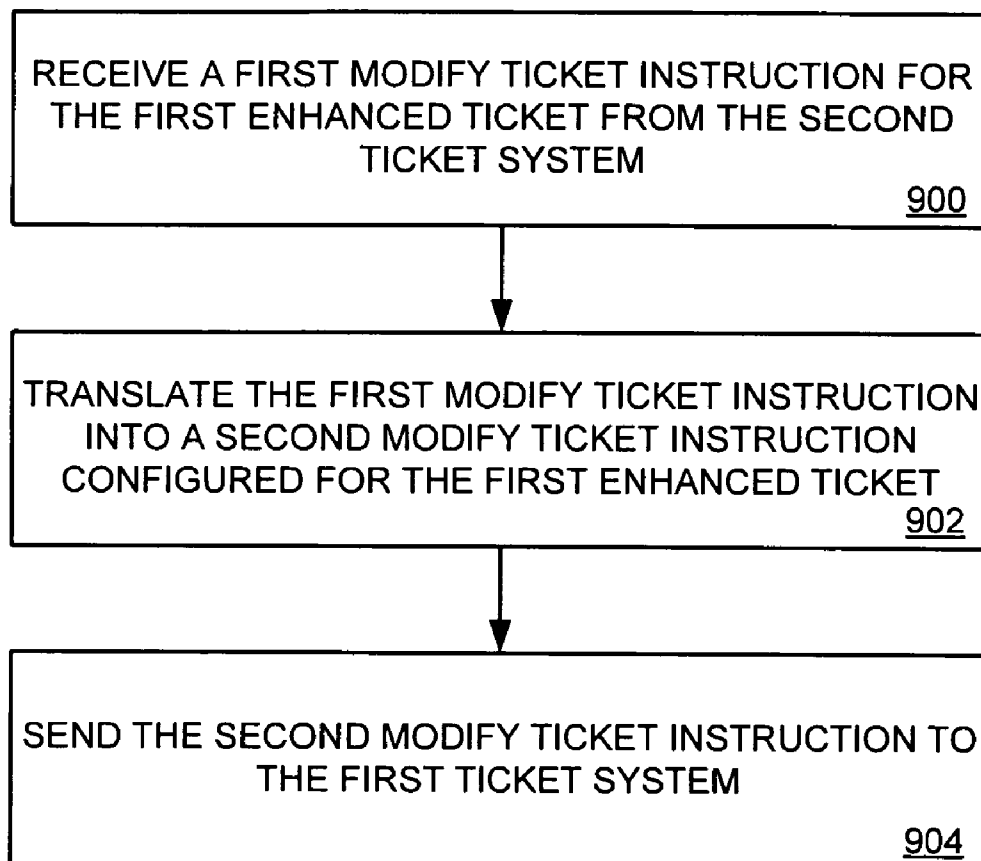 RECEIVE A FIRST MODIFY TICKET INSTRUCTION FOR
THE FIRST ENHANCED TICKET FROM THE SECOND
TICKET SYSTEM
900
TRANSLATE THE FIRST MODIFY TICKET INSTRUCTION
INTO A SECOND MODIFY TICKET INSTRUCTION
CONFIGURED FOR THE FIRST ENHANCED TICKET
902
SEND THE SECOND MODIFY TICKET INSTRUCTION TO
THE FIRST TICKET SYSTEM
904